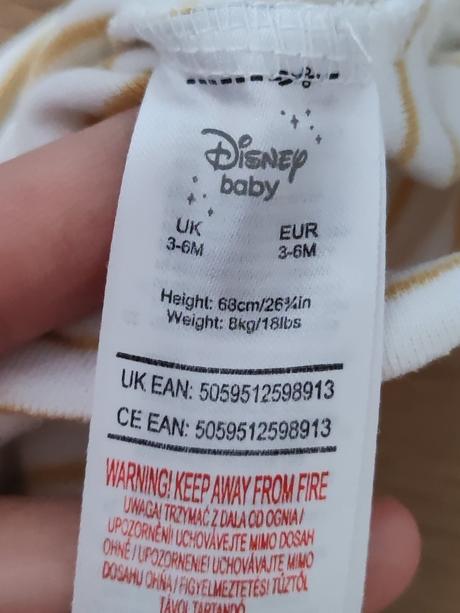 Disney
baby
UK EUR
3-6M 3-6M
Height: 68cm/26¾in
Weight: 8kg/18lbs
UK EAN: 5059512598913
CE EAN: 5059512598913
WARNING! KEEP AWAY FROM FIRE
UWAGA! TRZYMAĆ Z DALA OD OGNIA /
UPOZORNĚNÍ! UCHOVÁVEJTE MIMO DOSAH
OHNĚ / UPOZORNENIE! UCHOVÁVAJTE MIMO
DOSAHU OHŇA / FIGYELMEZTETÉS! TŰZTŐL
TÁVOL TARTANDÓ